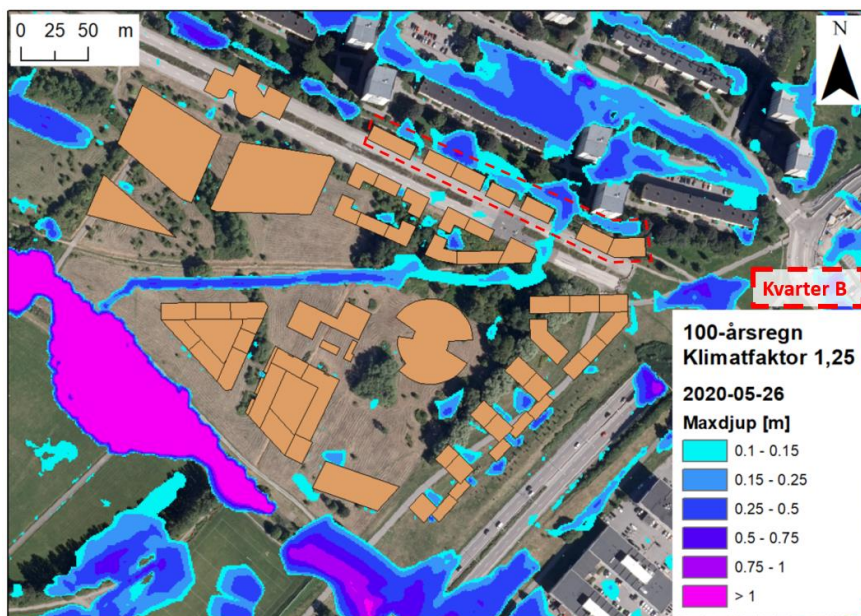 0 25 50 m
N
Kvarter B
100-årsregn
Klimatfaktor 1,25
2020-05-26
Maxdjup [m]
0.1 - 0.15
0.15 - 0.25
0.25 - 0.5
0.5 - 0.75
0.75 - 1
> 1